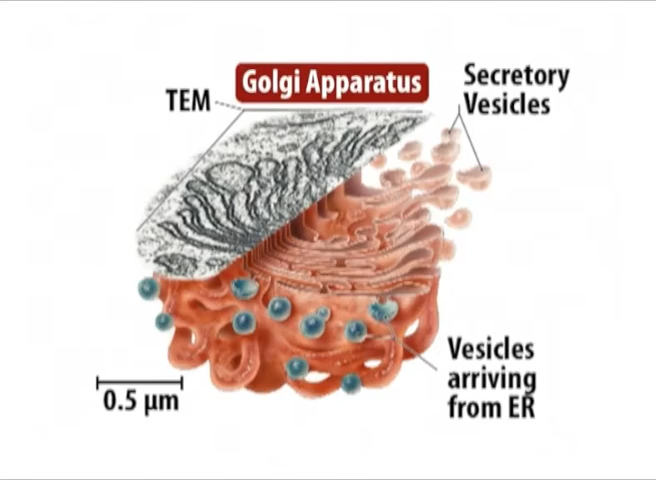 Golgi Apparatus
TEM
Secretory
Vesicles
Vesicles
arriving
from ER
0.5 μm